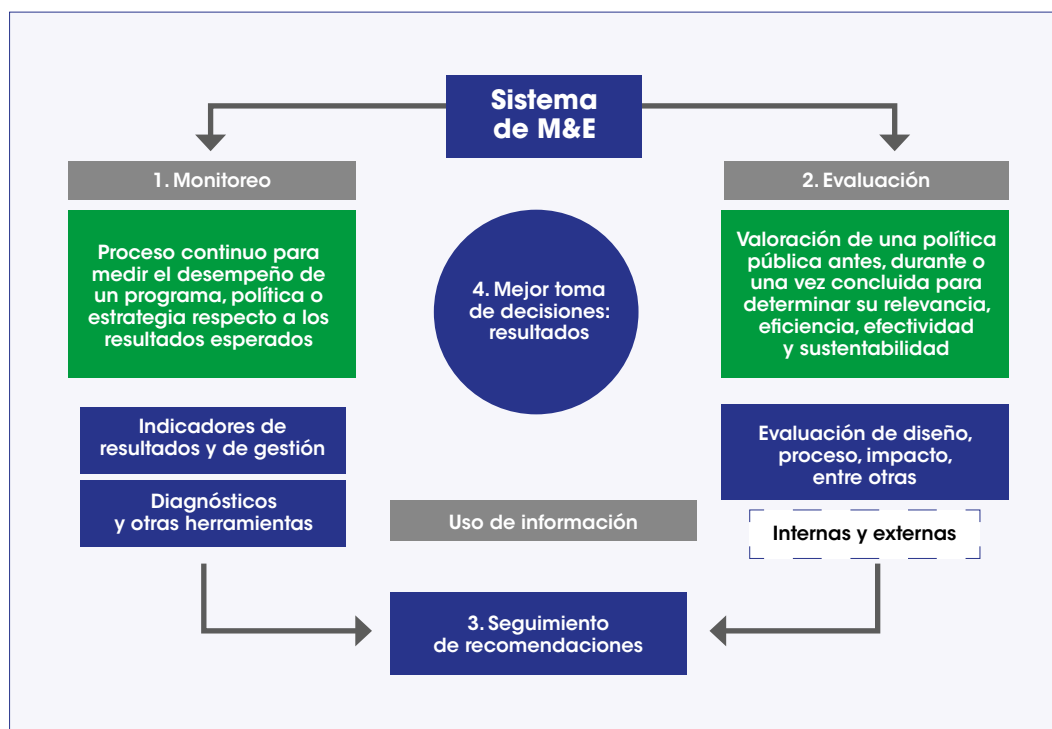 Sistema
de M&E
1. Monitoreo
Proceso continuo para
medir el desempeño de
un programa, política o
estrategia respecto a los
resultados esperados
Indicadores de
resultados y de gestión
Diagnósticos
y otras herramientas
4. Mejor toma
de decisiones:
resultados
2. Evaluación
Valoración de una política
pública antes, durante o
una vez concluida para
determinar su relevancia,
eficiencia, efectividad
y sustentabilidad
Evaluación de diseño,
proceso, impacto,
entre otras
Internas y externas
Uso de información
3. Seguimiento
de recomendaciones